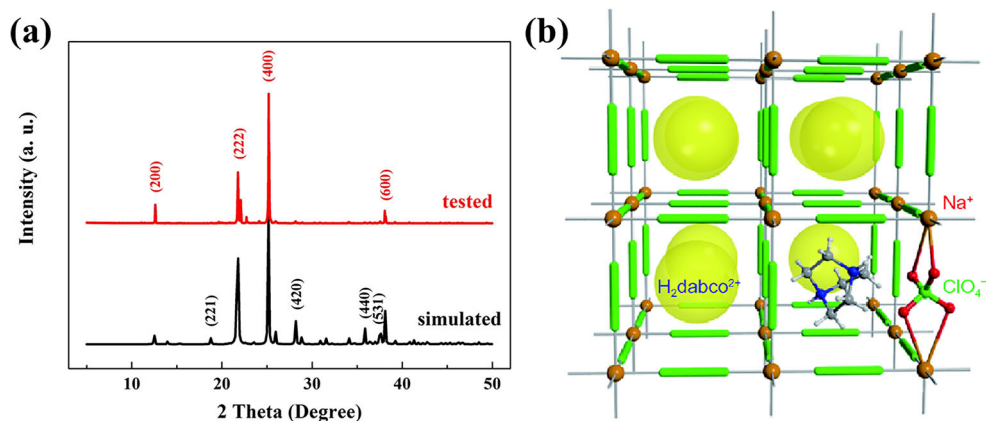 (a)
Intensity (a. u.)
(200)
(222)
(400)
(600)
tested
(221)
(420)
(440)
(531)
simulated
10
20
30
40
50
2 Theta (Degree)
(b)
Na⁺
H₂dabco²⁺
ClO₄⁻